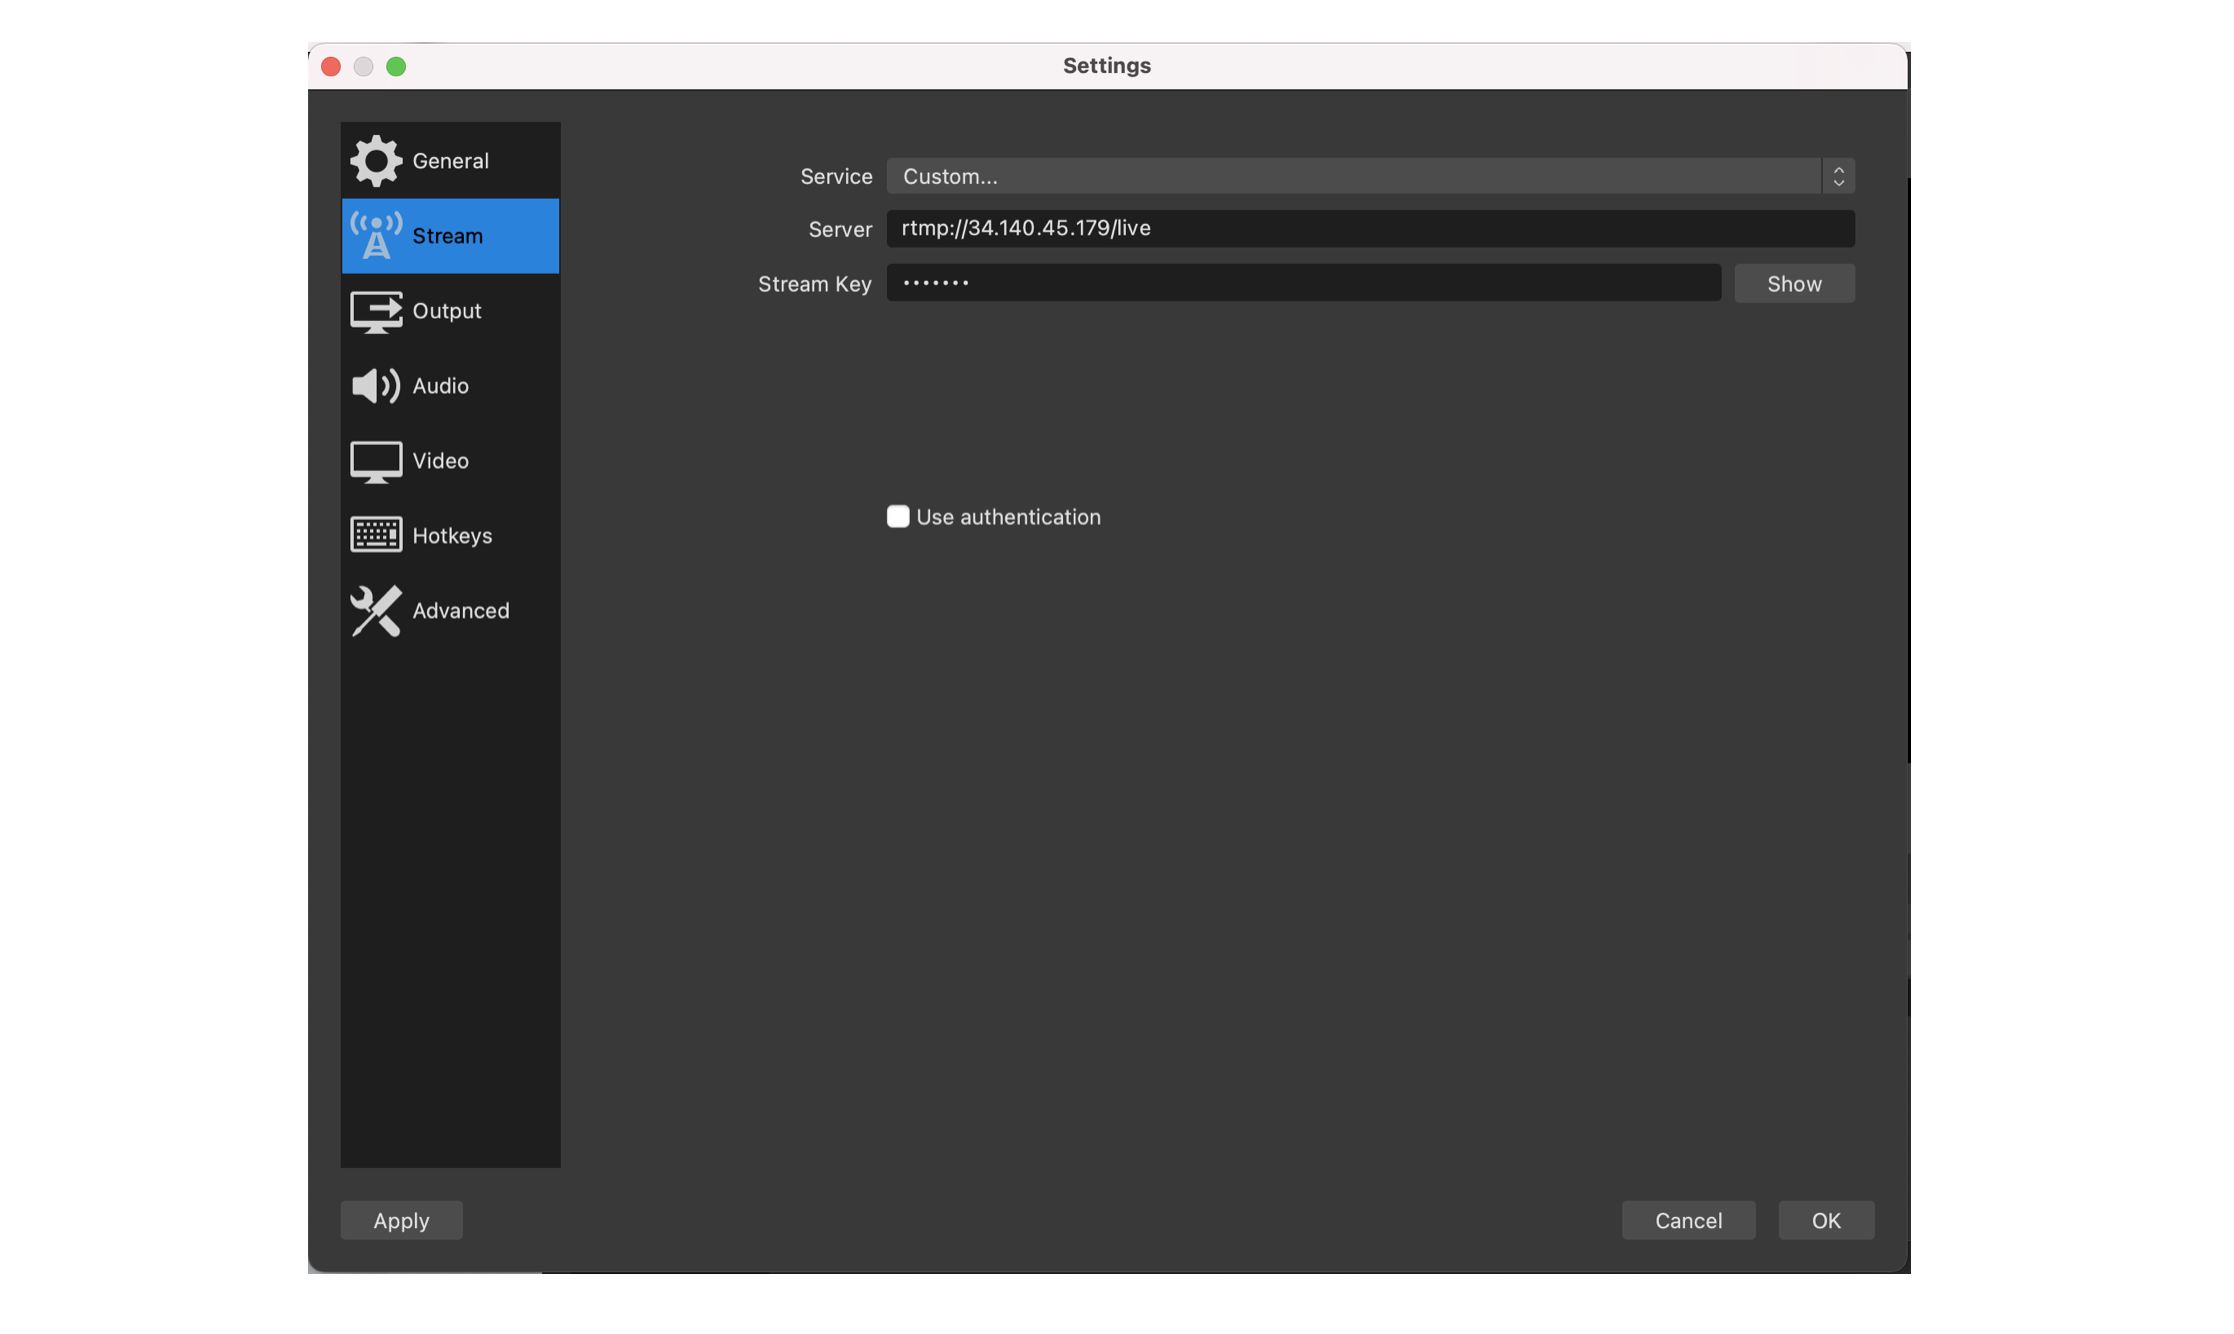 Settings
General
Stream
Output
Audio
Video
Hotkeys
Advanced
Service Custom...
Server rtmp://34.140.45.179/live
Stream Key ••••••• Show
Use authentication
Apply Cancel OK